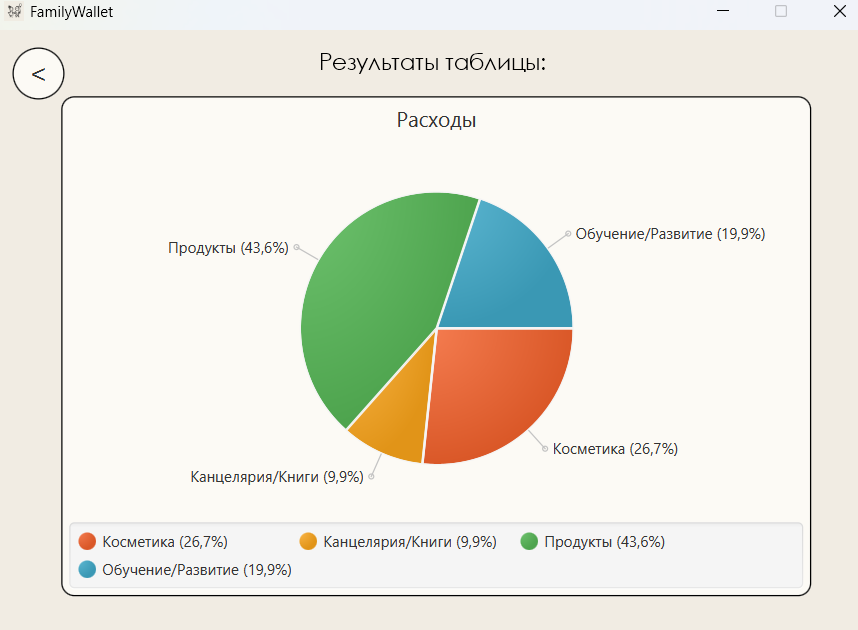 FamilyWallet
<
Результаты таблицы:
Расходы
Обучение/Развитие (19,9%)
Продукты (43,6%)
Косметика (26,7%)
Канцелярия/Книги (9,9%)
Косметика (26,7%) Канцелярия/Книги (9,9%) Продукты (43,6%)
Обучение/Развитие (19,9%)